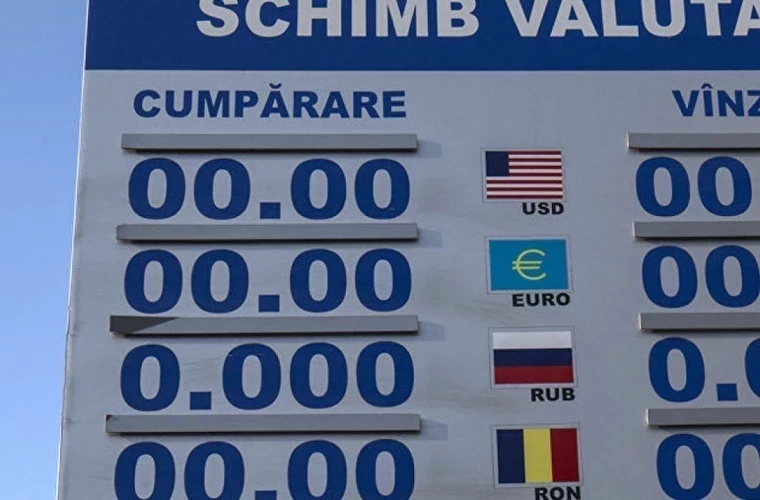 SCHIMB VALUTA
CUMPĂRARE VÎNZ
00.00 USD 00
00.00 EURO 00
0.000 RUB 0.0
00.00 RON 00